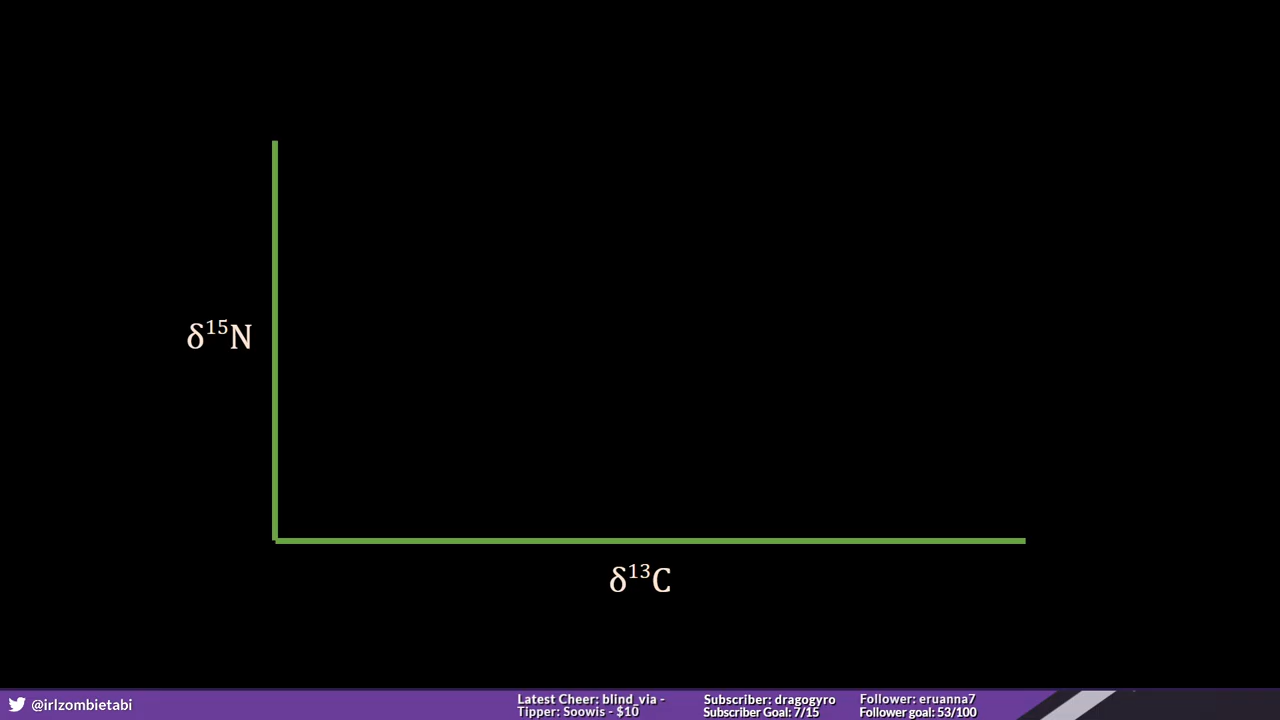 δ¹⁵N
δ¹³C
@irlzombietabi
Latest Cheer: blind_via -
Tipper: Soowis - $10
Subscriber: dragogyro
Subscriber Goal: 7/15
Follower: eruanna7
Follower goal: 53/100